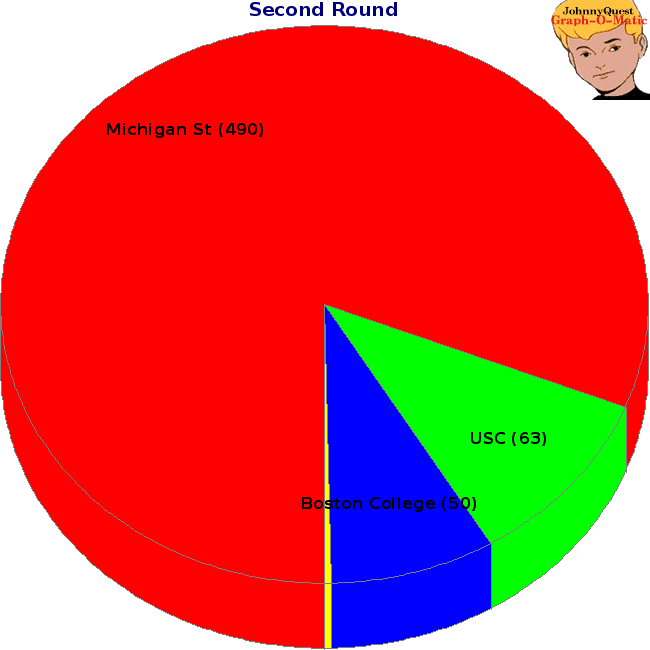 Second Round
JohnnyQuest
Graph-O-Matic
Michigan St (490)
USC (63)
Boston College (50)